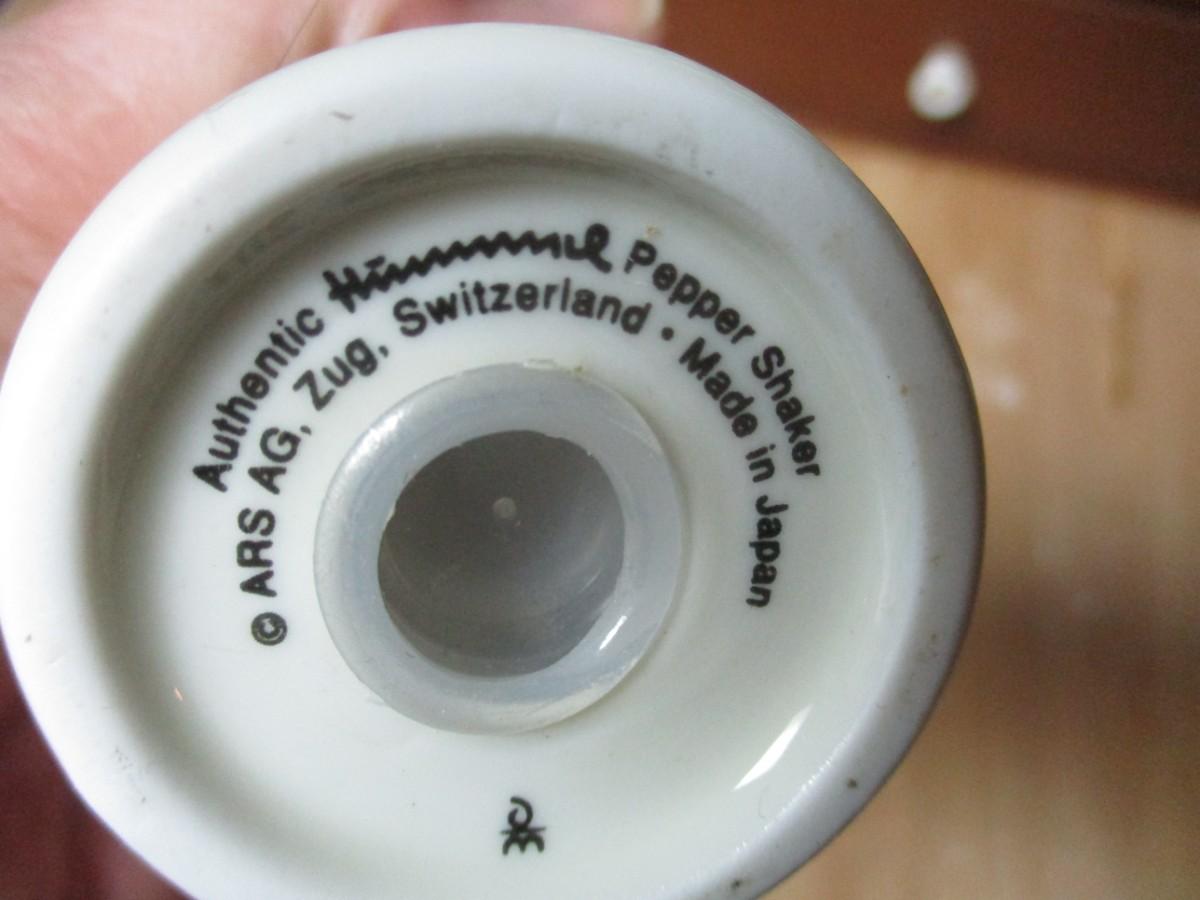 Authentic Hummel Pepper Shaker
© ARS AG, Zug, Switzerland • Made in Japan